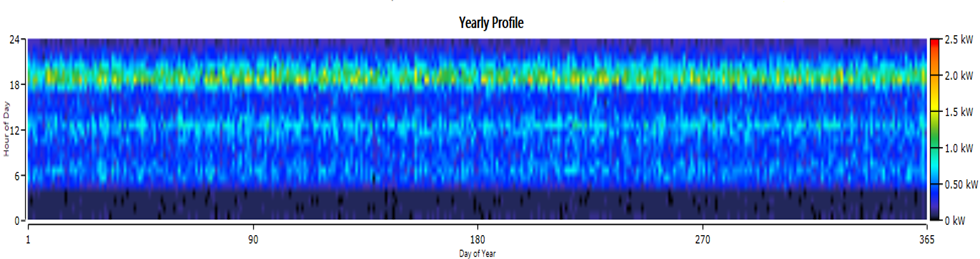 Yearly Profile
24
18
12
6
0
Hour of Day
1
90
180
270
365
Day of Year
2.5 kW
2.0 kW
1.5 kW
1.0 kW
0.50 kW
0 kW